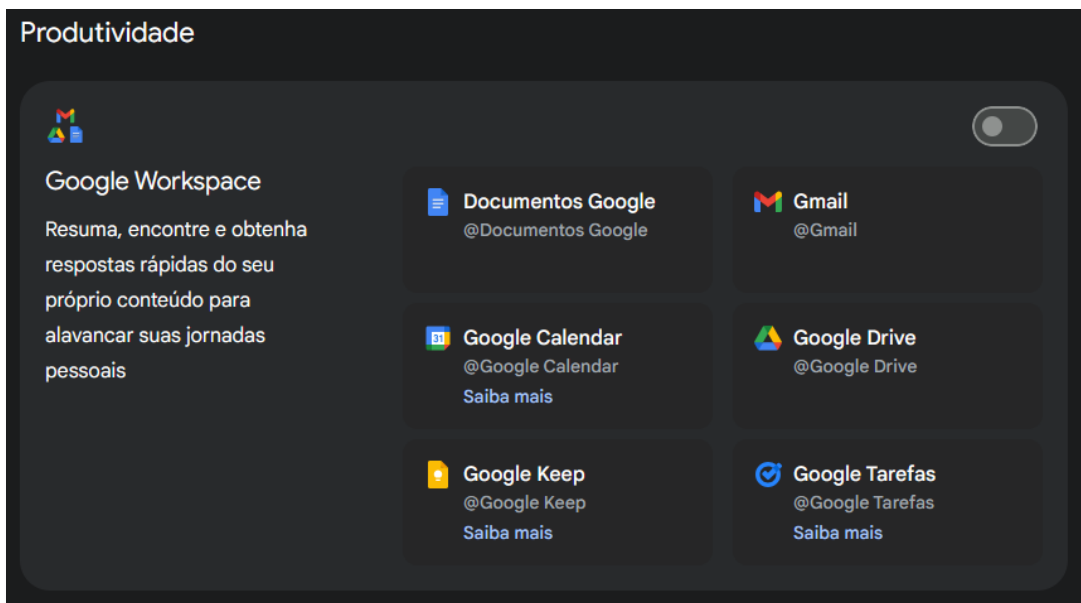 Produtividade
Google Workspace
Resuma, encontre e obtenha
respostas rápidas do seu
próprio conteúdo para
alavancar suas jornadas
pessoais
Documentos Google
@Documentos Google
Gmail
@Gmail
31
Google Calendar
@Google Calendar
Saiba mais
Google Drive
@Google Drive
Google Keep
@Google Keep
Saiba mais
Google Tarefas
@Google Tarefas
Saiba mais